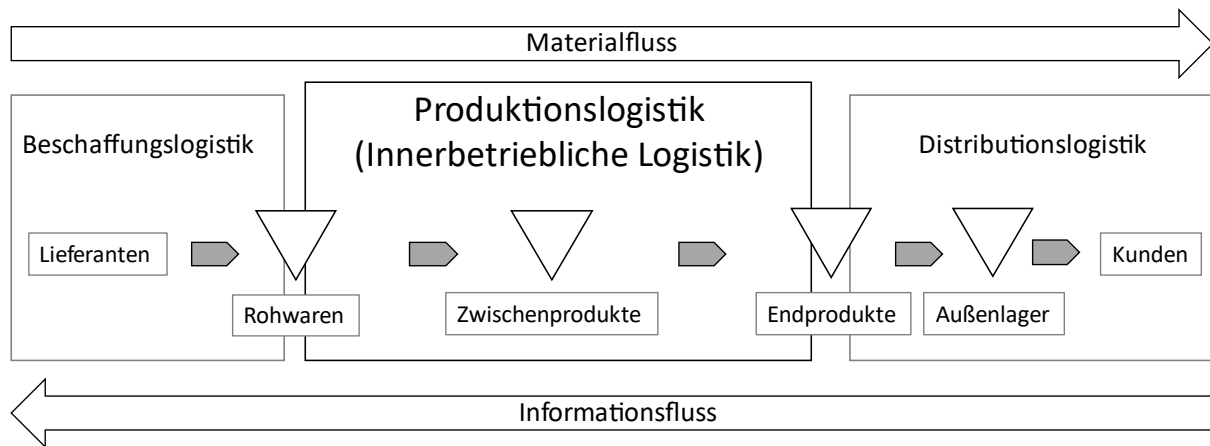 Materialfluss
Produktionslogistik
(Innerbetriebliche Logistik)
Beschaffungslogistik
Distributionslogistik
Lieferanten
Kunden
Rohwaren
Zwischenprodukte
Endprodukte
Außenlager
Informationsfluss